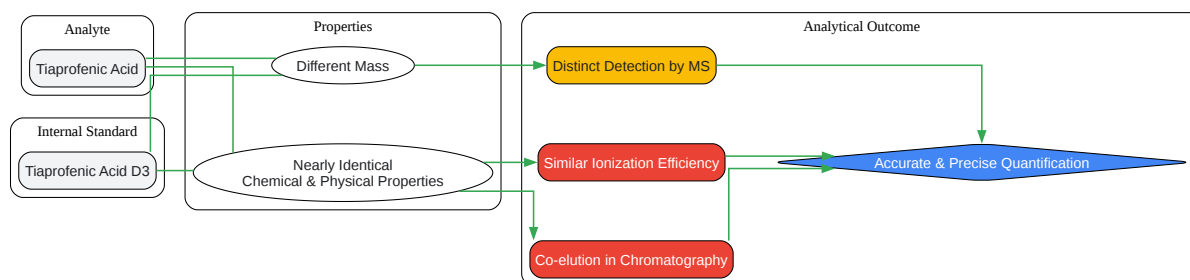 Analyte
Tiaprofenic Acid
Internal Standard
Tiaprofenic Acid D3
Properties
Different Mass
Nearly Identical
Chemical & Physical Properties
Analytical Outcome
Distinct Detection by MS
Similar Ionization Efficiency
Co-elution in Chromatography
Accurate & Precise Quantification